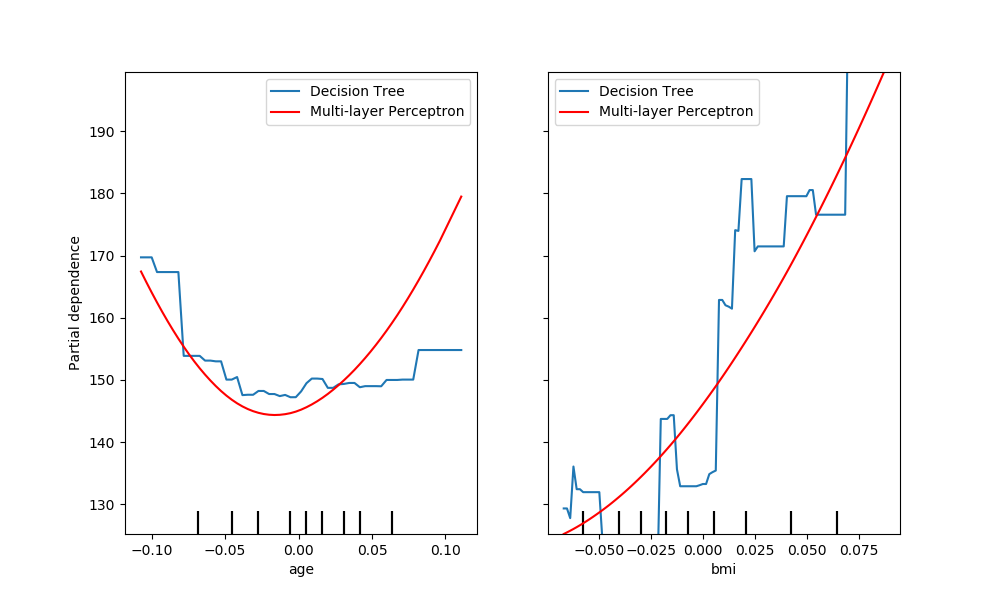 Decision Tree
Multi-layer Perceptron
Decision Tree
Multi-layer Perceptron
Partial dependence
190
180
170
160
150
140
130
−0.10 −0.05 0.00 0.05 0.10
age
−0.050 −0.025 0.000 0.025 0.050 0.075
bmi